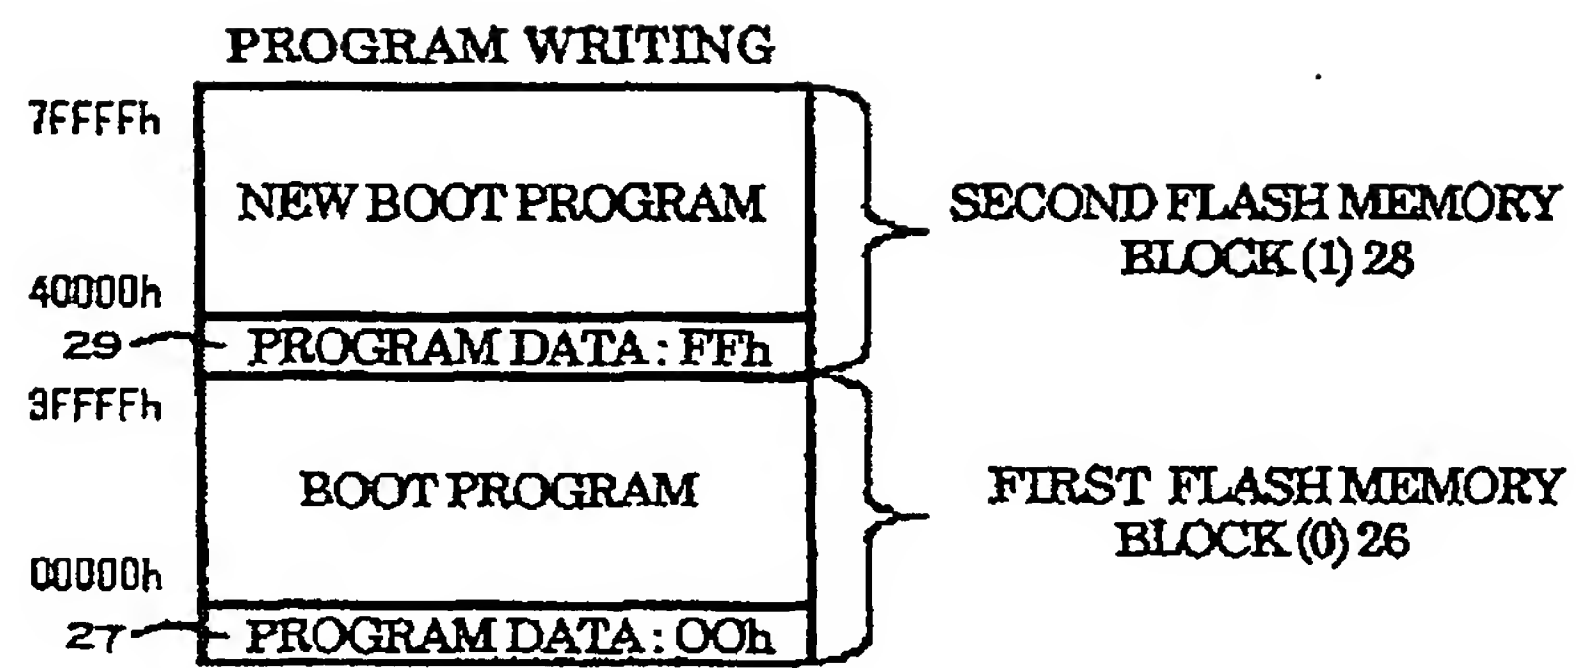 PROGRAM WRITING
7FFFFh
NEW BOOT PROGRAM
SECOND FLASH MEMORY
BLOCK (1) 28
40000h
29
PROGRAM DATA : FFh
3FFFFh
BOOT PROGRAM
FIRST FLASH MEMORY
BLOCK (0) 26
00000h
27
PROGRAM DATA : 00h